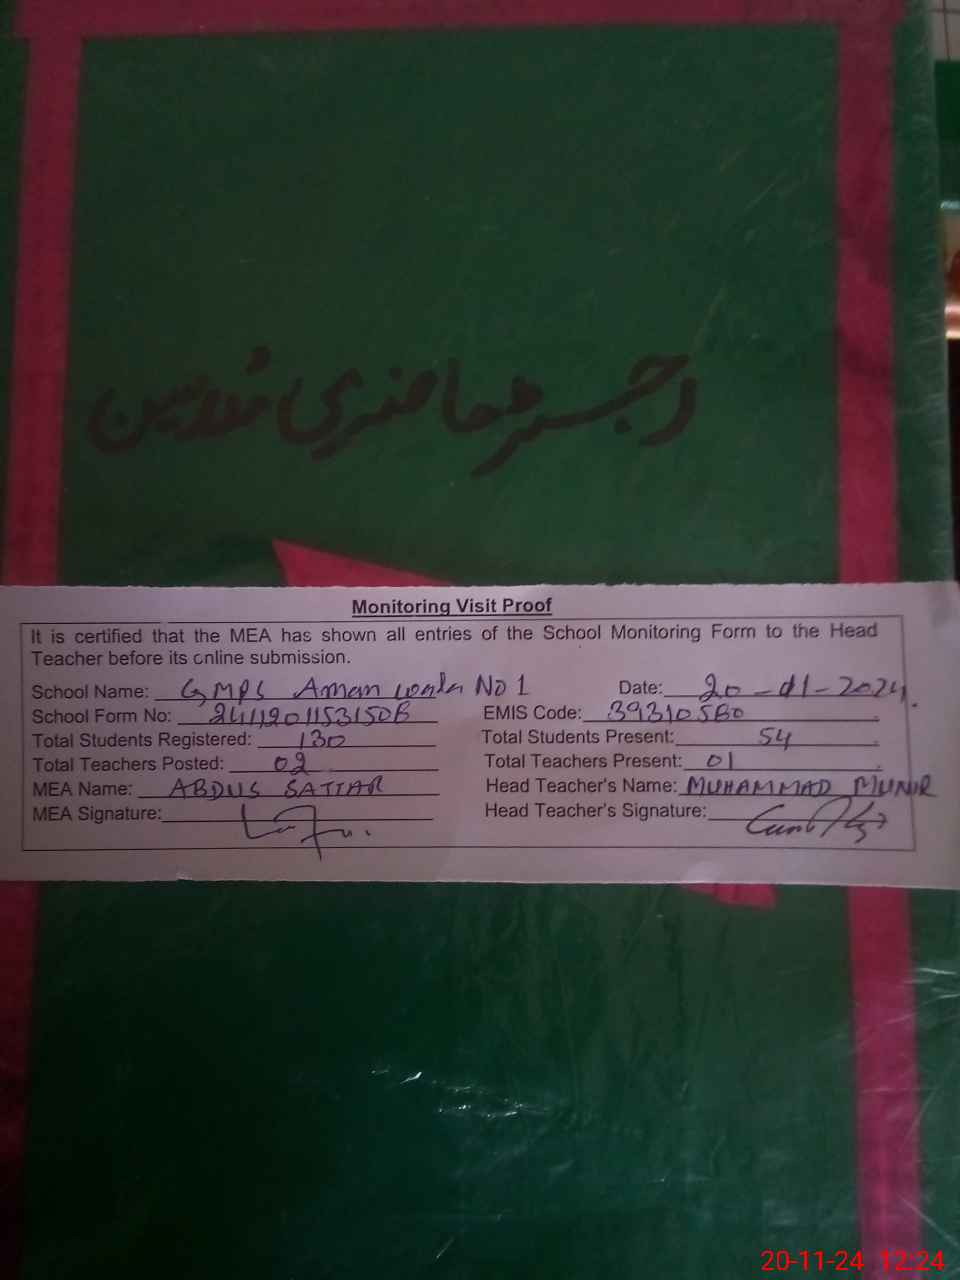 رجسٹر حاضری مدرسین
Monitoring Visit Proof
It is certified that the MEA has shown all entries of the School Monitoring Form to the Head
Teacher before its online submission.
School Name: GMPS Aman wala No 1 Date: 20-11-2024
School Form No: 24111201153150B EMIS Code: 39310580
Total Students Registered: 130 Total Students Present: 54
Total Teachers Posted: 02 Total Teachers Present: 01
MEA Name: ABDUS SATTAR Head Teacher's Name: MUHAMMAD MUNIR
MEA Signature: Head Teacher's Signature:
20-11-24 12:24